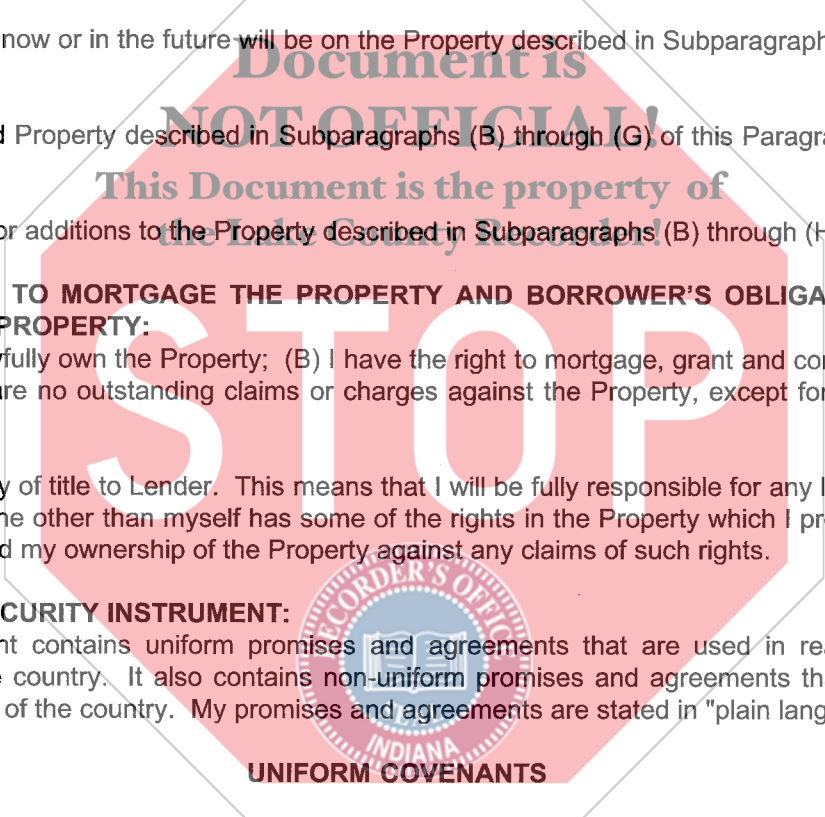 now or in the future will be on the Property described in Subparagraph
Document is
NOT OFFICIAL!
d Property described in Subparagraphs (B) through (G) of this Paragra
This Document is the property of
the Lake County Recorder!
or additions to the Property described in Subparagraphs (B) through (H
TO MORTGAGE THE PROPERTY AND BORROWER'S OBLIGA
PROPERTY:
fully own the Property; (B) I have the right to mortgage, grant and co
re no outstanding claims or charges against the Property, except for
STOP
y of title to Lender. This means that I will be fully responsible for any l
ne other than myself has some of the rights in the Property which I pr
d my ownership of the Property against any claims of such rights.
RECORDER'S OFFICE
CURITY INSTRUMENT:
nt contains uniform promises and agreements that are used in re
country. It also contains non-uniform promises and agreements th
of the country. My promises and agreements are stated in "plain lang
INDIANA
UNIFORM COVENANTS